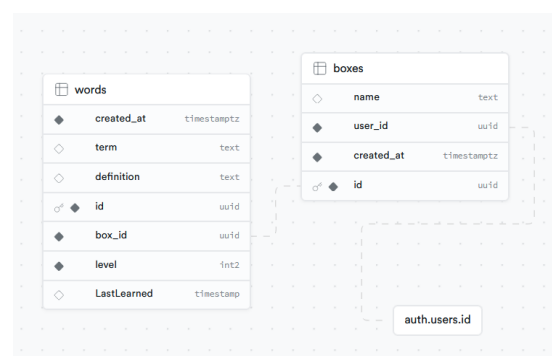 words
created_at timestamptz
term text
definition text
id uuid
box_id uuid
level int2
LastLearned timestamp
boxes
name text
user_id uuid
created_at timestamptz
id uuid
auth.users.id